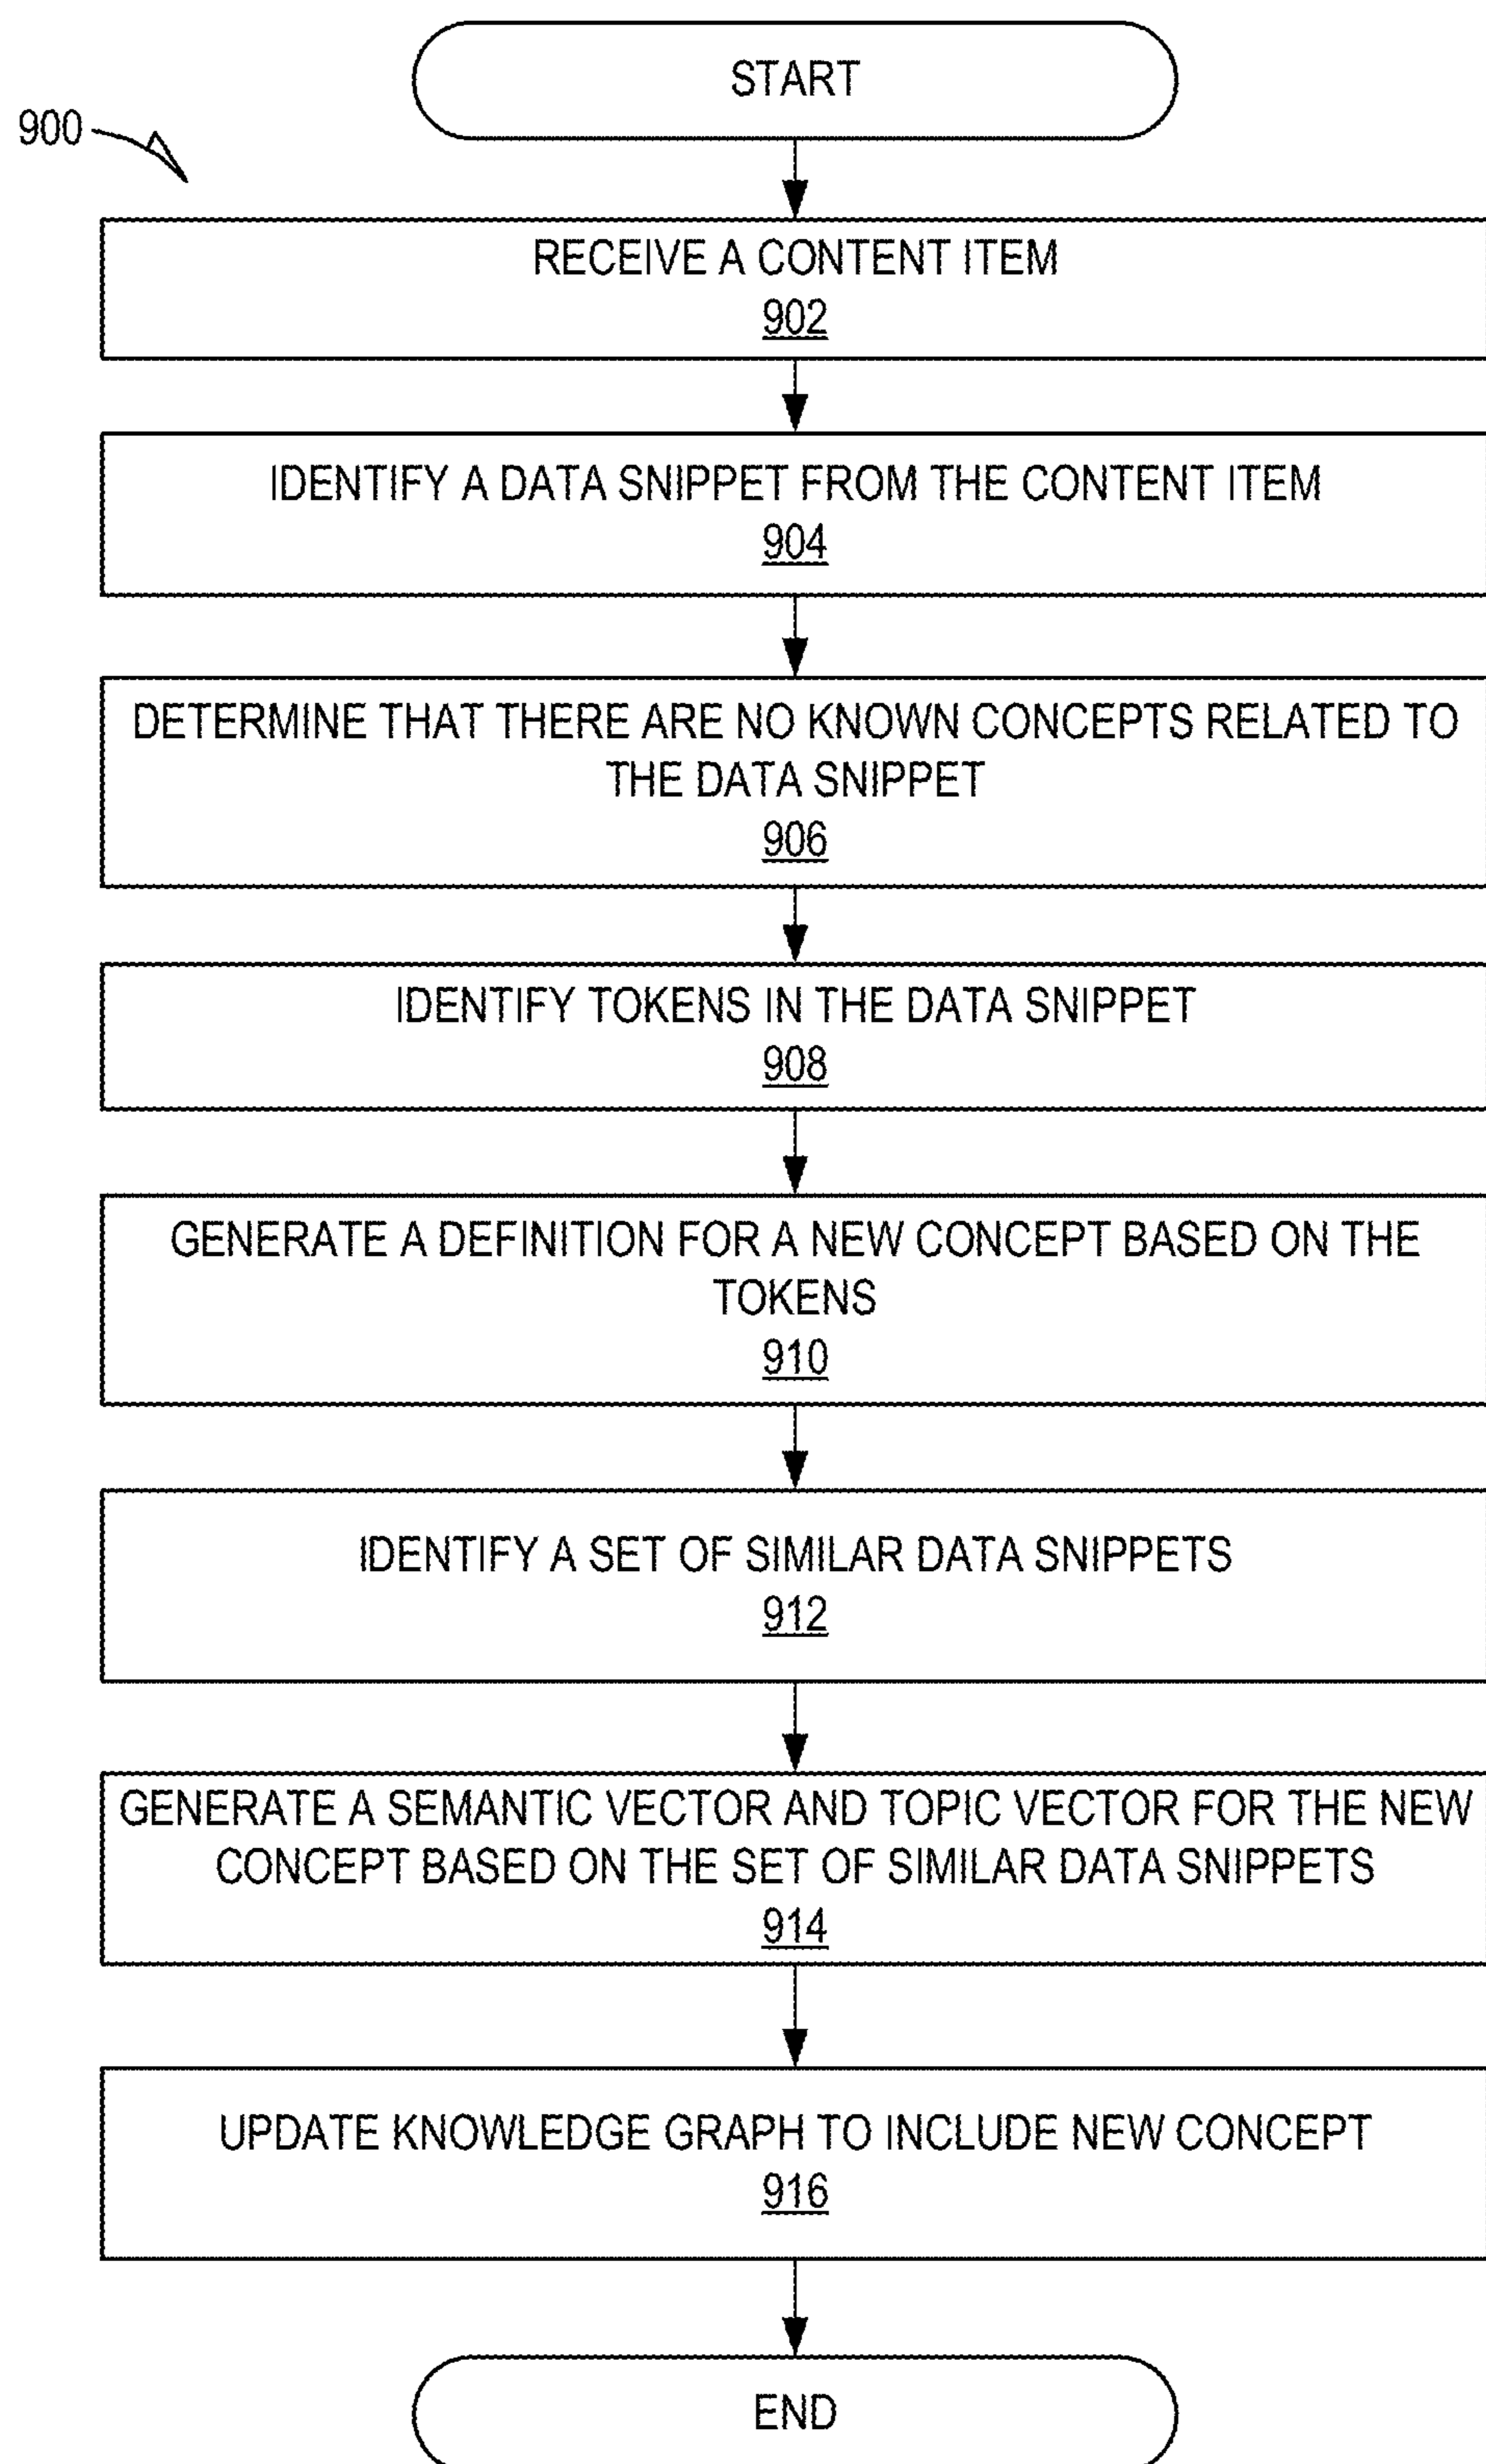 START
900
RECEIVE A CONTENT ITEM
902
IDENTIFY A DATA SNIPPET FROM THE CONTENT ITEM
904
DETERMINE THAT THERE ARE NO KNOWN CONCEPTS RELATED TO
THE DATA SNIPPET
906
IDENTIFY TOKENS IN THE DATA SNIPPET
908
GENERATE A DEFINITION FOR A NEW CONCEPT BASED ON THE
TOKENS
910
IDENTIFY A SET OF SIMILAR DATA SNIPPETS
912
GENERATE A SEMANTIC VECTOR AND TOPIC VECTOR FOR THE NEW
CONCEPT BASED ON THE SET OF SIMILAR DATA SNIPPETS
914
UPDATE KNOWLEDGE GRAPH TO INCLUDE NEW CONCEPT
916
END